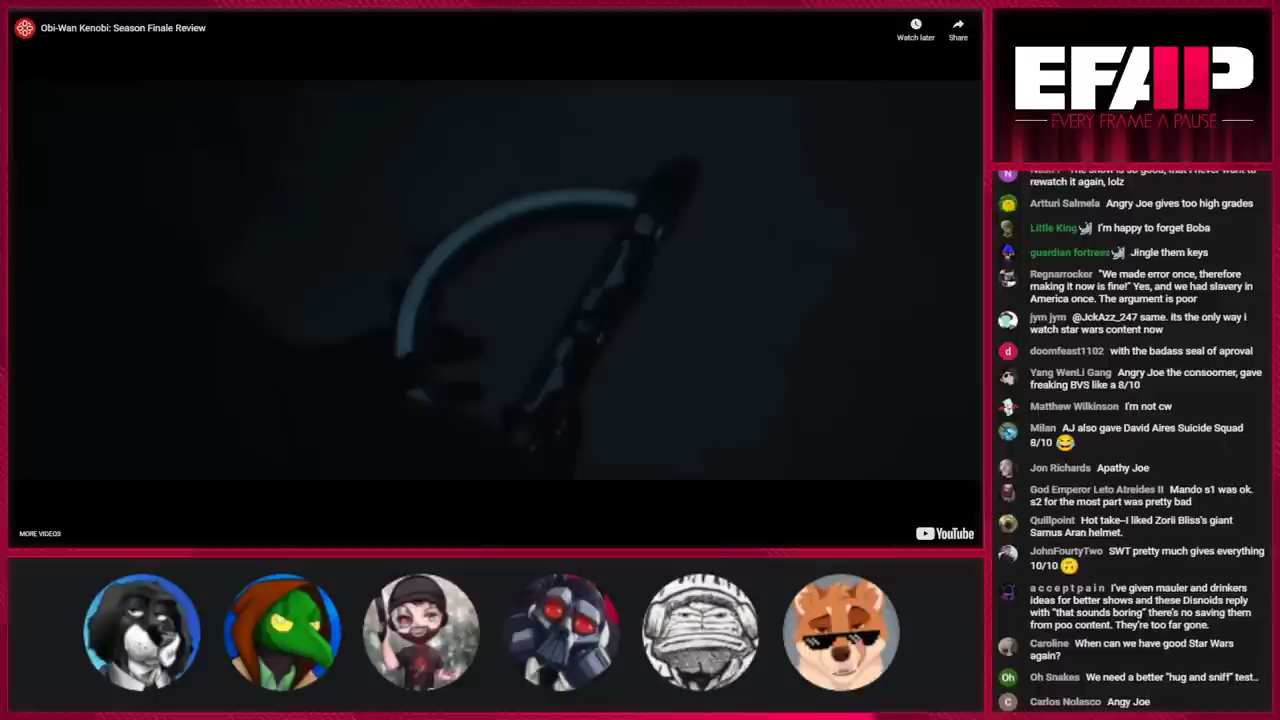 Obi-Wan Kenobi: Season Finale Review
Watch later
Share
MORE VIDEOS
YouTube
EFAP
EVERY FRAME A PAUSE
rewatch it again, lolz
Artturi Salmela Angry Joe gives too high grades
Little King I'm happy to forget Boba
guardian fortress Jingle them keys
Regnarrocker "We made error once, therefore
making it now is fine!" Yes, and we had slavery in
America once. The argument is poor
jym jym @JckAzz_247 same. its the only way i
watch star wars content now
doomfeast1102 with the badass seal of aproval
Yang WenLi Gang Angry Joe the consoomer, gave
freaking BVS like a 8/10
Matthew Wilkinson I'm not cw
Milan AJ also gave David Aires Suicide Squad
8/10 😂
Jon Richards Apathy Joe
God Emperor Leto Atreides II Mando s1 was ok.
s2 for the most part was pretty bad
Quillpoint Hot take--I liked Zorii Bliss's giant
Samus Aran helmet.
JohnFourtyTwo SWT pretty much gives everything
10/10 🙃
a c c e p t p a i n I've given mauler and drinkers
ideas for better shows and these Disnoids reply
with "that sounds boring" there's no saving them
from poo content. They're too far gone.
Caroline When can we have good Star Wars
again?
Oh Snakes We need a better "hug and sniff" test..
Carlos Nolasco Angy Joe